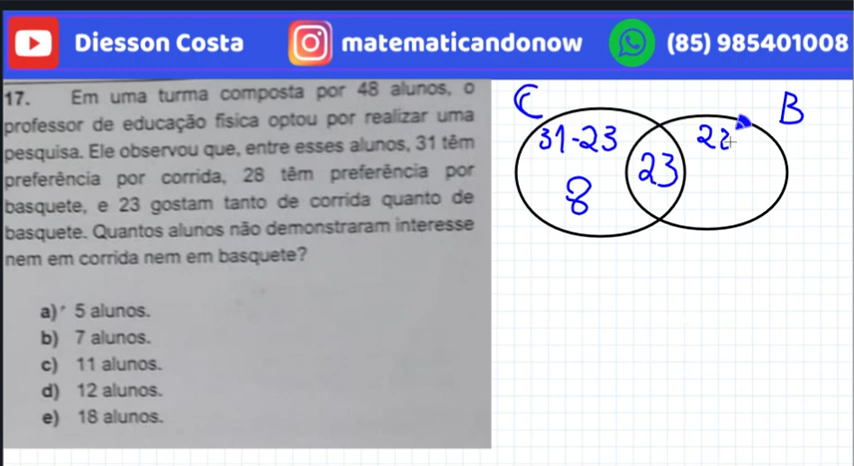 Diesson Costa matematicandonow (85) 985401008
17. Em uma turma composta por 48 alunos, o
professor de educação física optou por realizar uma
pesquisa. Ele observou que, entre esses alunos, 31 têm
preferência por corrida, 28 têm preferência por
basquete, e 23 gostam tanto de corrida quanto de
basquete. Quantos alunos não demonstraram interesse
nem em corrida nem em basquete?
a) 5 alunos.
b) 7 alunos.
c) 11 alunos.
d) 12 alunos.
e) 18 alunos.
C B
31-23
8
23